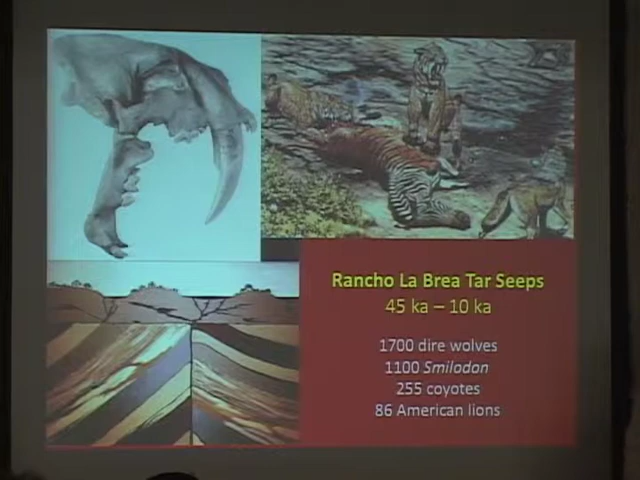 Rancho La Brea Tar Seeps
45 ka – 10 ka
1700 dire wolves
1100 Smilodon
255 coyotes
86 American lions